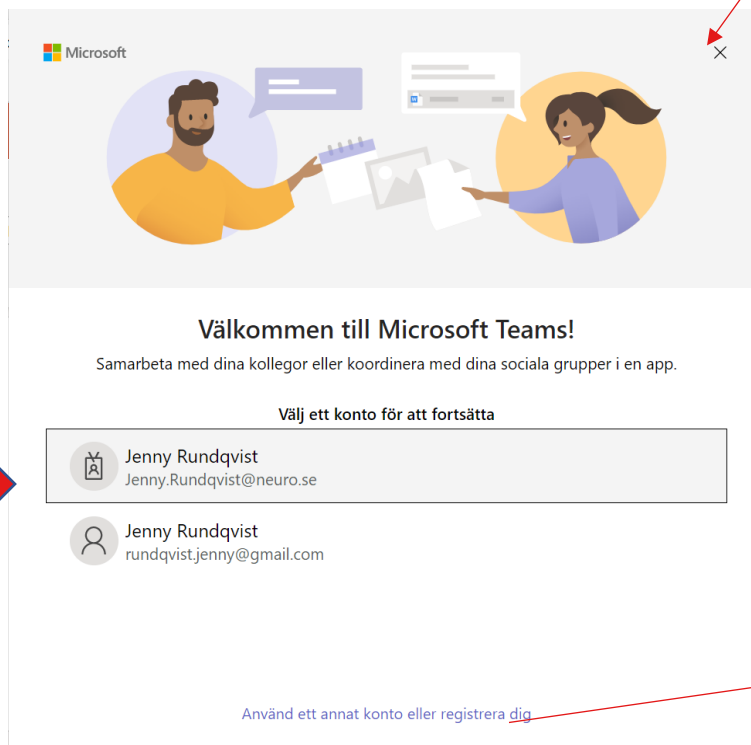 Microsoft
Välkommen till Microsoft Teams!
Samarbeta med dina kollegor eller koordinera med dina sociala grupper i en app.
Välj ett konto för att fortsätta
Jenny Rundqvist
Jenny.Rundqvist@neuro.se
Jenny Rundqvist
rundqvist.jenny@gmail.com
Använd ett annat konto eller registrera dig